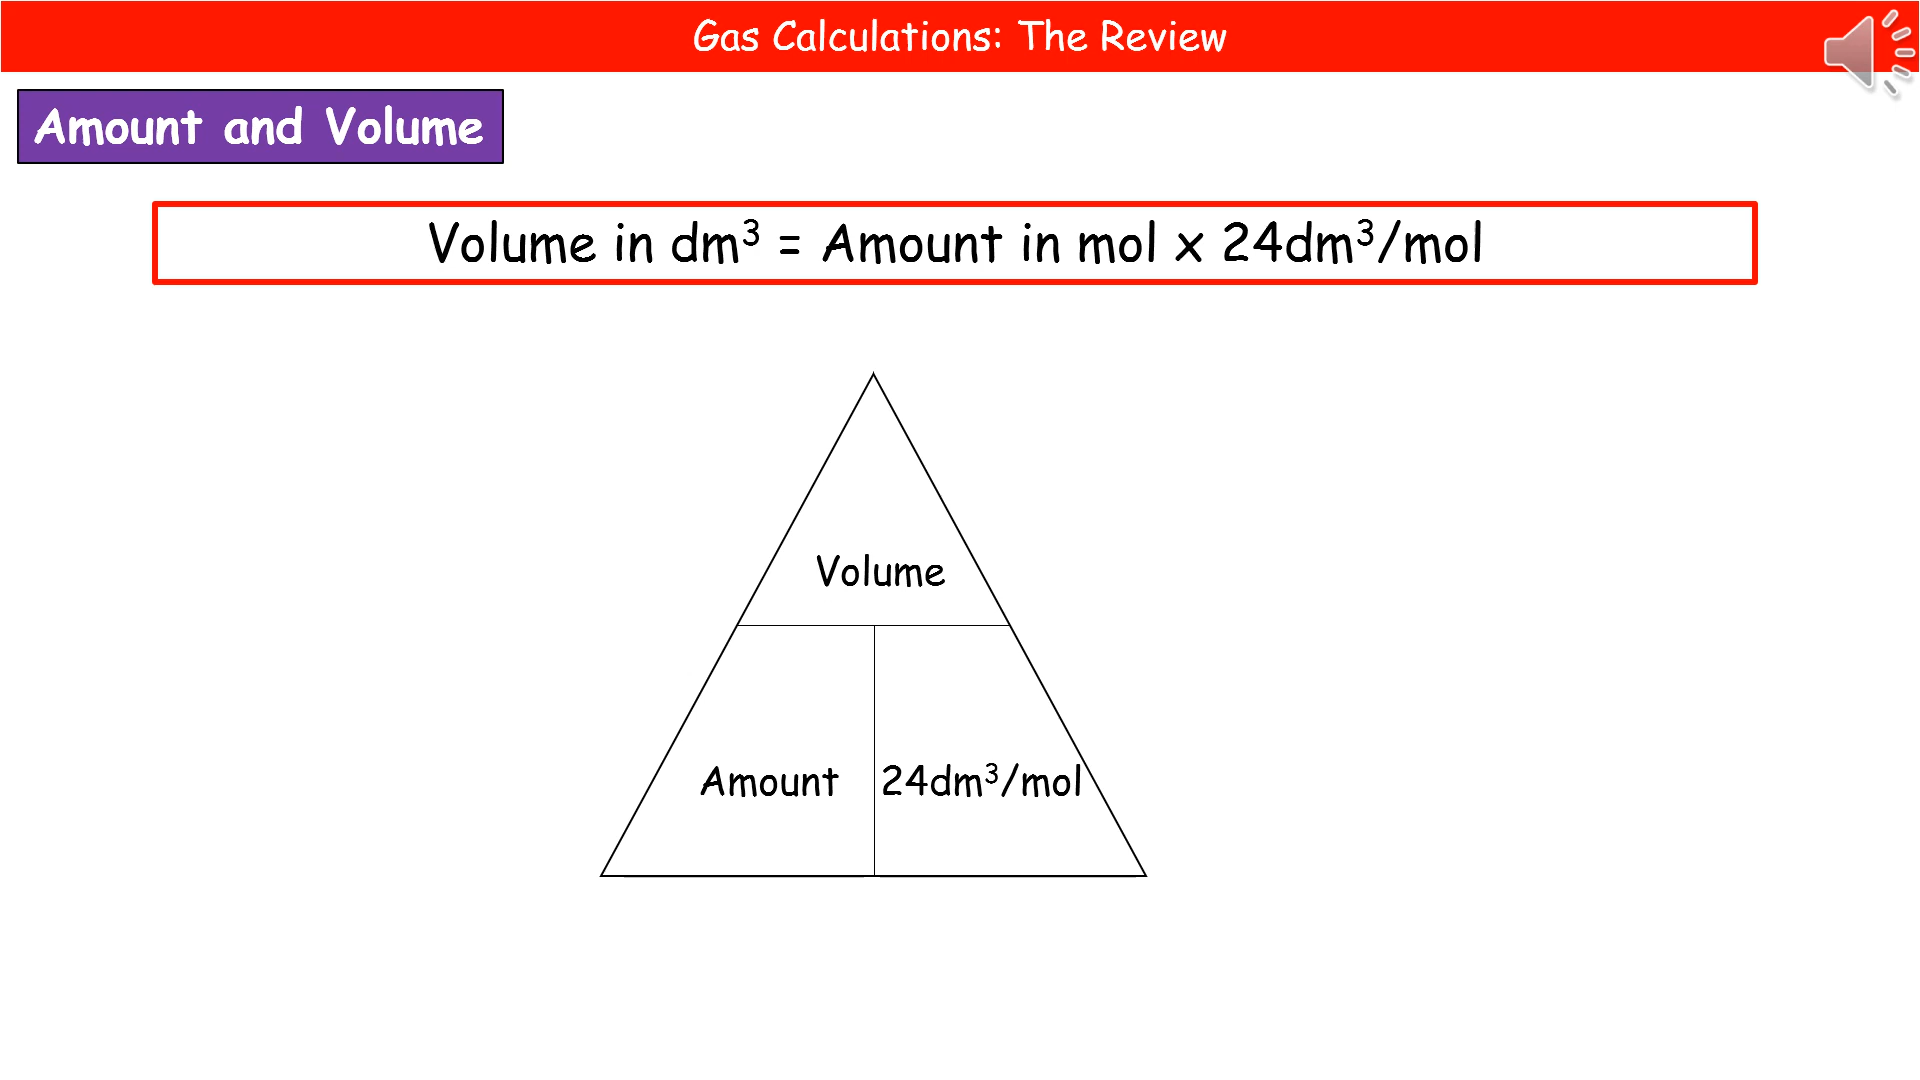 Gas Calculations: The Review
Amount and Volume
Volume in dm³ = Amount in mol x 24dm³/mol
Volume
Amount 24dm³/mol